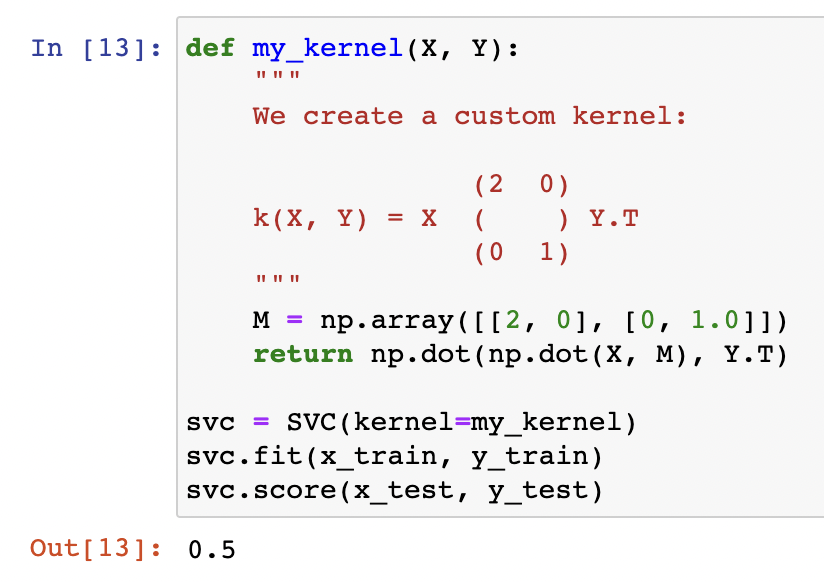 In [13]: def my_kernel(X, Y):
    """
    We create a custom kernel:

                 (2  0)
    k(X, Y) = X  (    ) Y.T
                 (0  1)
    """
    M = np.array([[2, 0], [0, 1.0]])
    return np.dot(np.dot(X, M), Y.T)

svc = SVC(kernel=my_kernel)
svc.fit(x_train, y_train)
svc.score(x_test, y_test)
Out[13]: 0.5